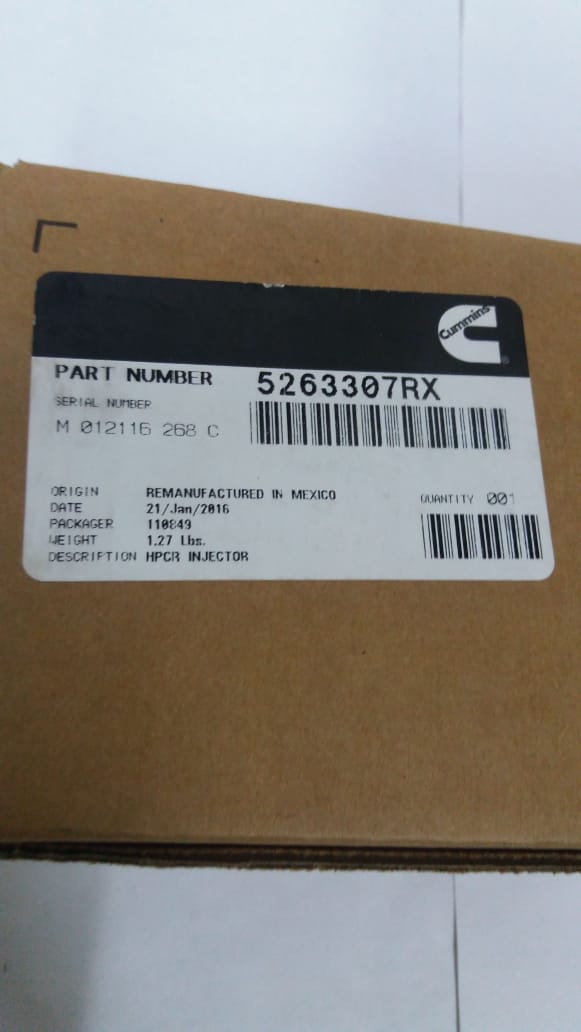 Cummins
PART NUMBER 5263307RX
SERIAL NUMBER
M 012116 268 C
ORIGIN REMANUFACTURED IN MEXICO
DATE 21/Jan/2016
PACKAGER 110849
WEIGHT 1.27 Lbs.
DESCRIPTION HPCR INJECTOR
QUANTITY 001